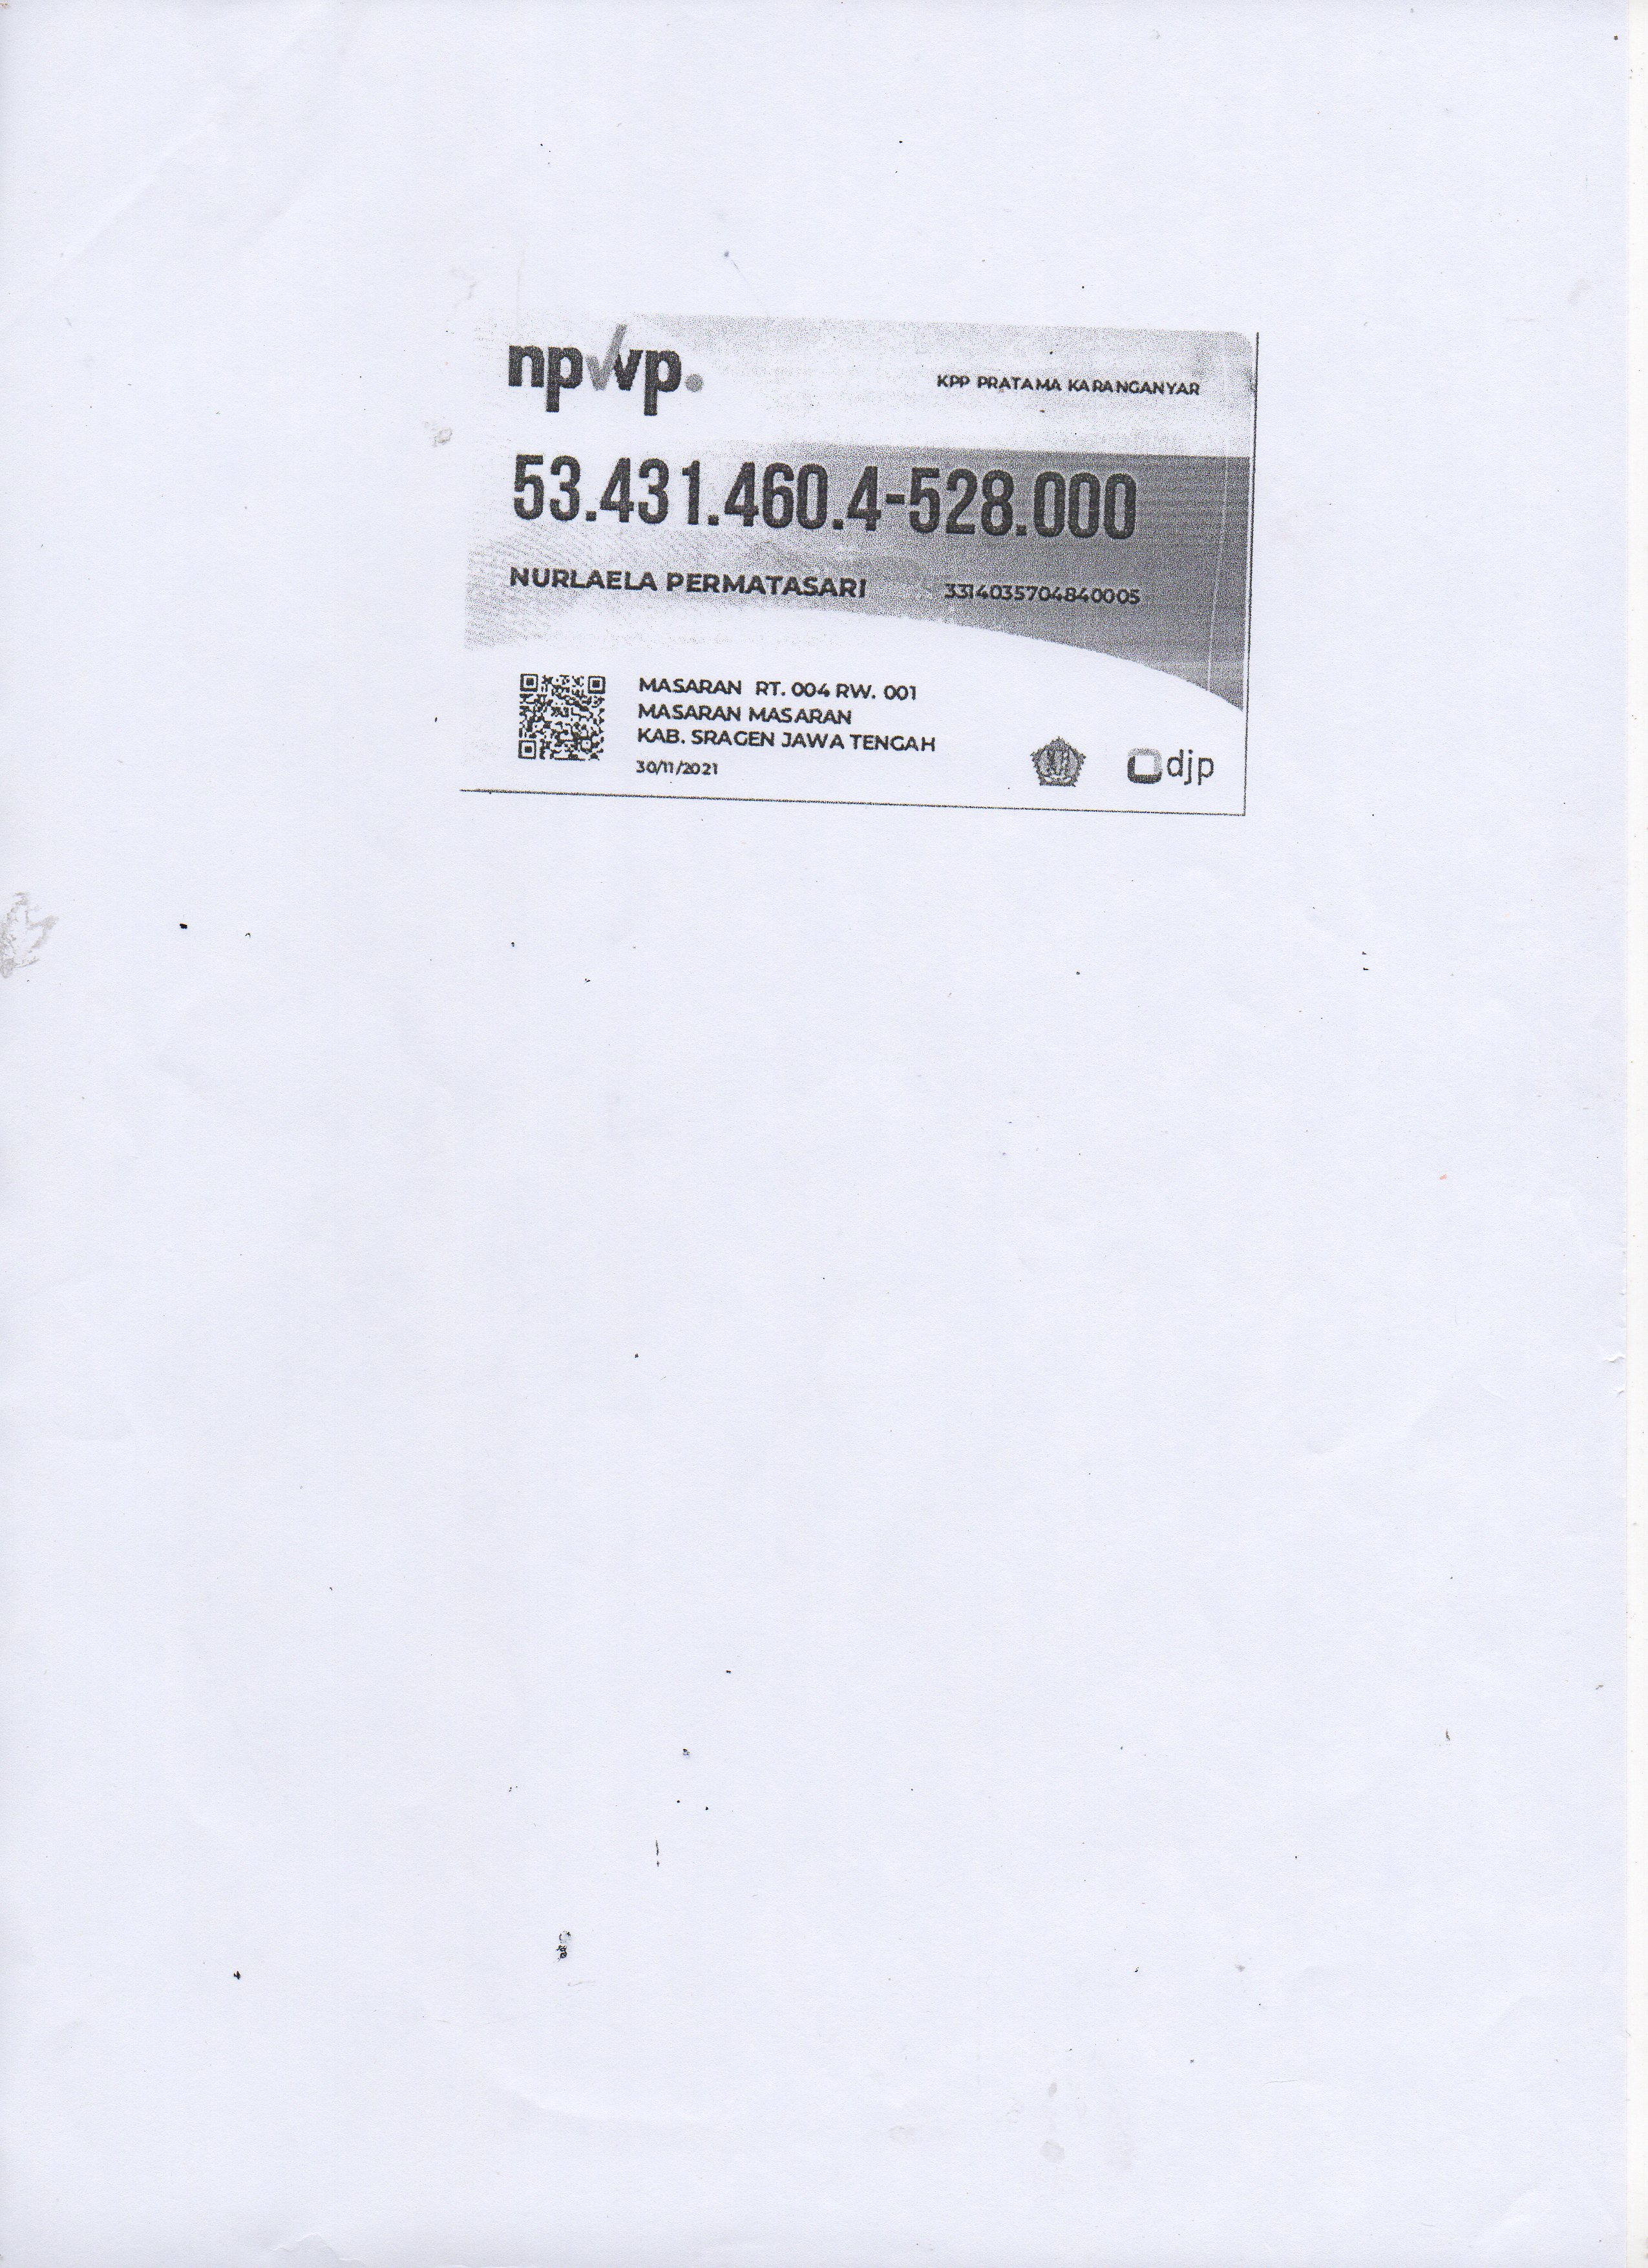 npwp.
KPP PRATAMA KARANGANYAR
53.431.460.4-528.000
NURLAELA PERMATASARI 3314035704840005
MASARAN RT. 004 RW. 001
MASARAN MASARAN
KAB. SRAGEN JAWA TENGAH
30/11/2021
djp